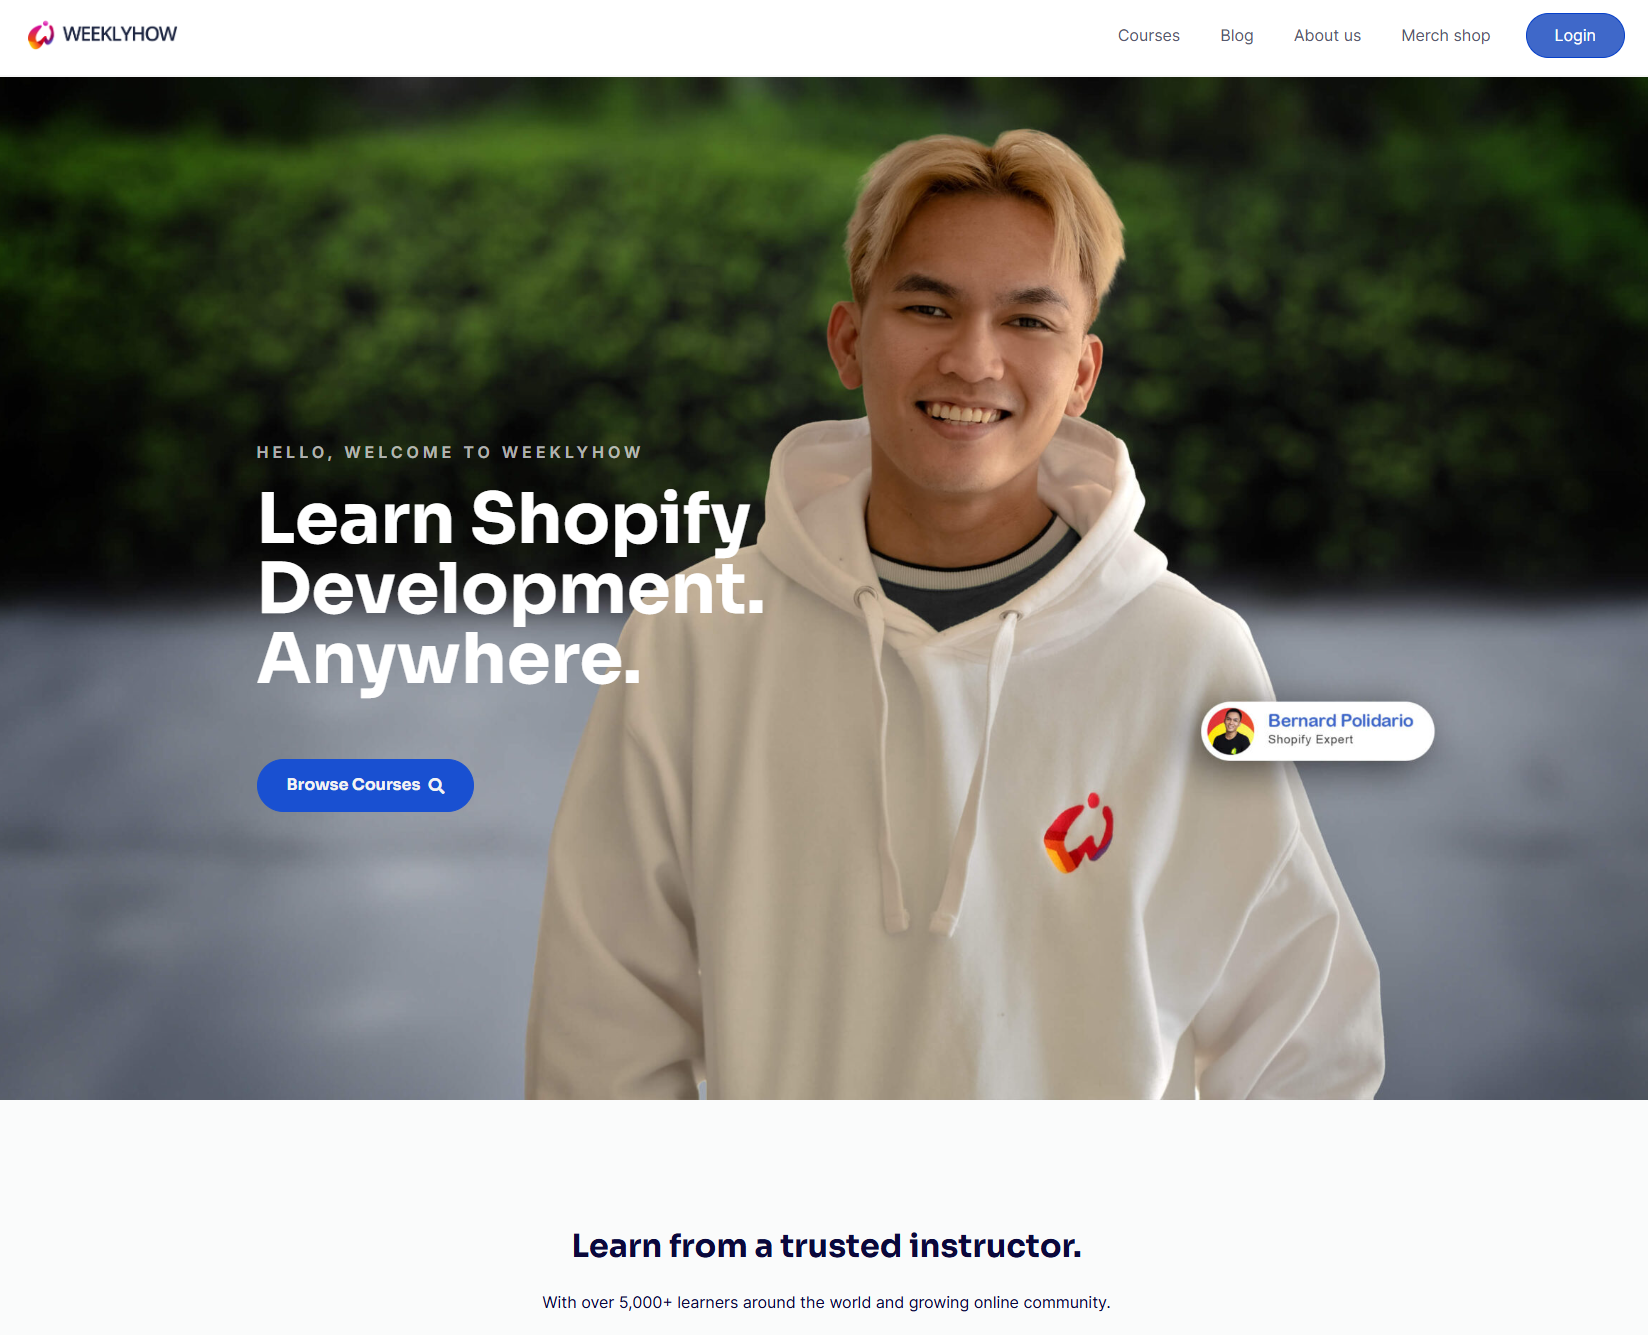 WEEKLYHOW
Courses
Blog
About us
Merch shop
Login
HELLO, WELCOME TO WEEKLYHOW
Learn Shopify
Development.
Anywhere.
Browse Courses
Bernard Polidario
Shopify Expert
Learn from a trusted instructor.
With over 5,000+ learners around the world and growing online community.